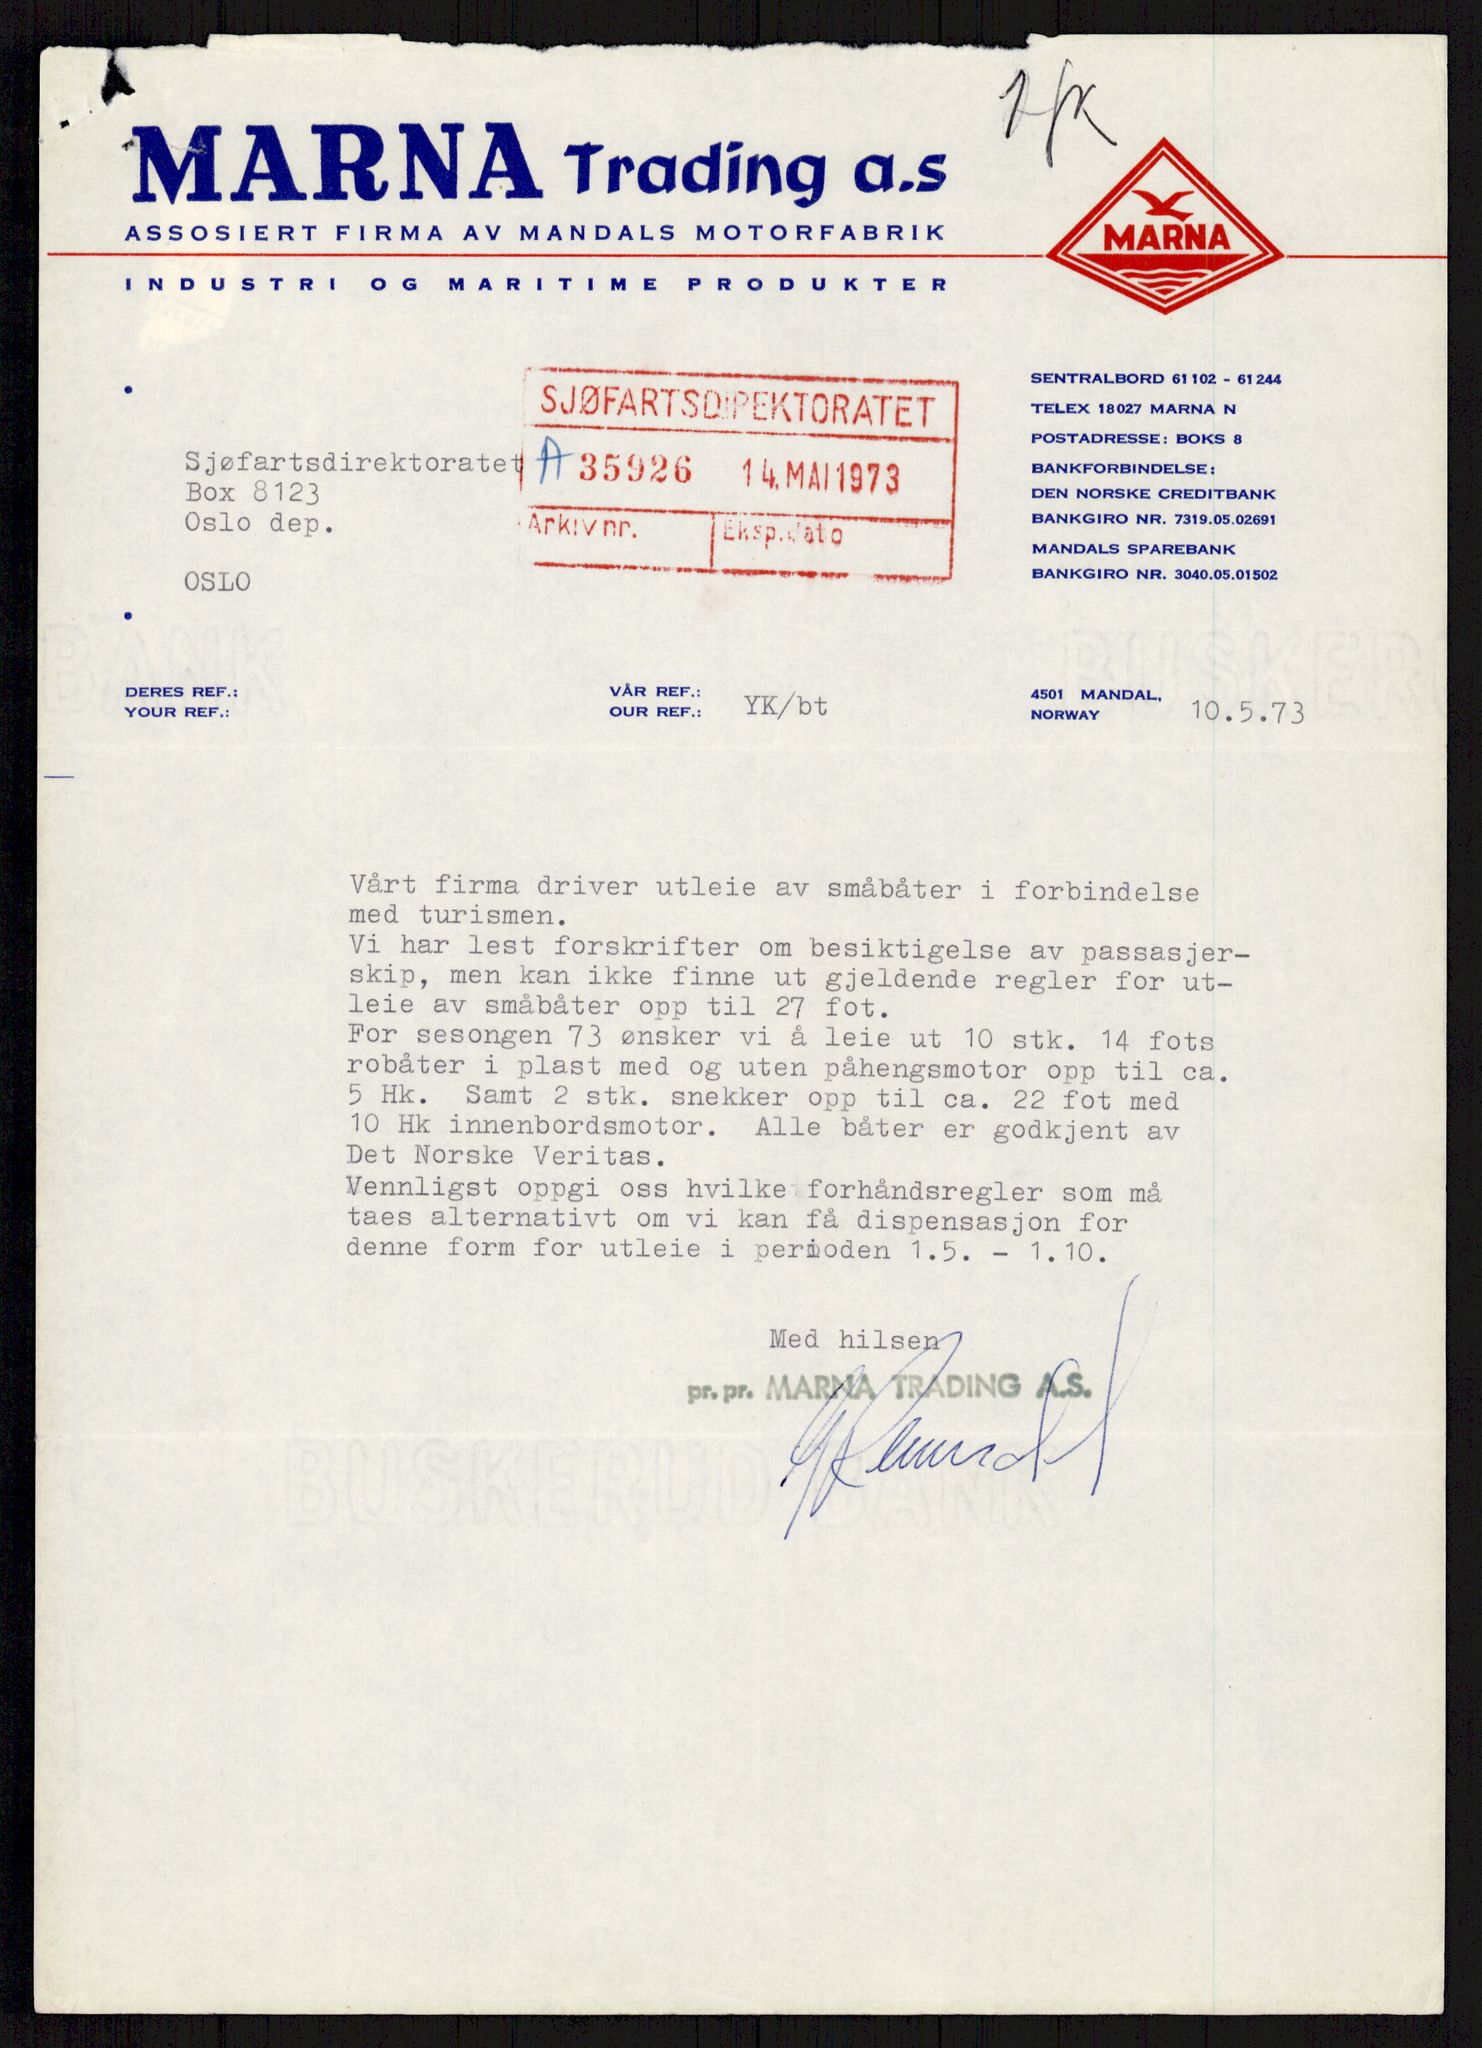 MARNA Trading a.s
ASSOSIERT FIRMA AV MANDALS MOTORFABRIK
INDUSTRI OG MARITIME PRODUKTER
MARNA
SENTRALBORD 61102 - 61244
TELEX 18027 MARNA N
POSTADRESSE: BOKS 8
BANKFORBINDELSE:
DEN NORSKE CREDITBANK
BANKGIRO NR. 7319.05.02691
MANDALS SPAREBANK
BANKGIRO NR. 3040.05.01502
SJØFARTSDIREKTORATET
A 35926 14. MAI 1973
Arkivnr. Eksp.dato
Sjøfartsdirektoratet
Box 8123
Oslo dep.
OSLO
DERES REF.:
YOUR REF.:
VÅR REF.:
OUR REF.: YK/bt
4501 MANDAL,
NORWAY 10.5.73
Vårt firma driver utleie av småbåter i forbindelse
med turismen.
Vi har lest forskrifter om besiktigelse av passasjer-
skip, men kan ikke finne ut gjeldende regler for ut-
leie av småbåter opp til 27 fot.
For sesongen 73 ønsker vi å leie ut 10 stk. 14 fots
robåter i plast med og uten påhengsmotor opp til ca.
5 Hk. Samt 2 stk. snekker opp til ca. 22 fot med
10 Hk innenbordsmotor. Alle båter er godkjent av
Det Norske Veritas.
Vennligst oppgi oss hvilke forhåndsregler som må
taes alternativt om vi kan få dispensasjon for
denne form for utleie i perioden 1.5. - 1.10.
Med hilsen
pr. pr. MARNA TRADING A.S.
BUSKERUD BANK